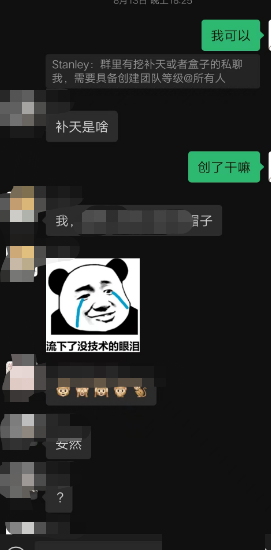 8月13日 晚上18:25
我可以
Stanley：群里有挖补天或者盒子的私聊
我，需要具备创建团队等级@所有人
补天是啥
创了干嘛
我，
帽子
流下了没技术的眼泪
安然
？